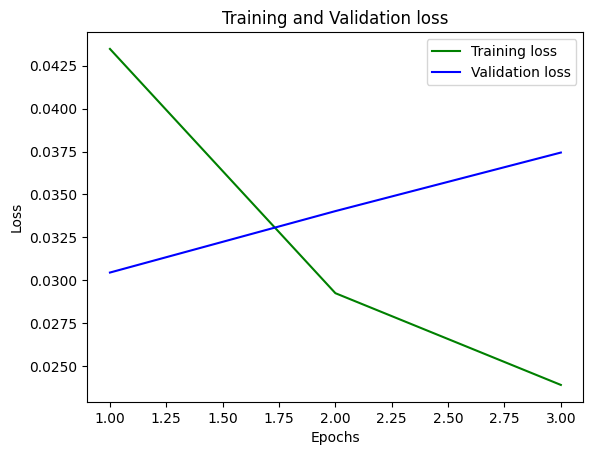 Training and Validation loss
Training loss
Validation loss
0.0425
0.0400
0.0375
0.0350
0.0325
0.0300
0.0275
0.0250
Loss
1.00 1.25 1.50 1.75 2.00 2.25 2.50 2.75 3.00
Epochs